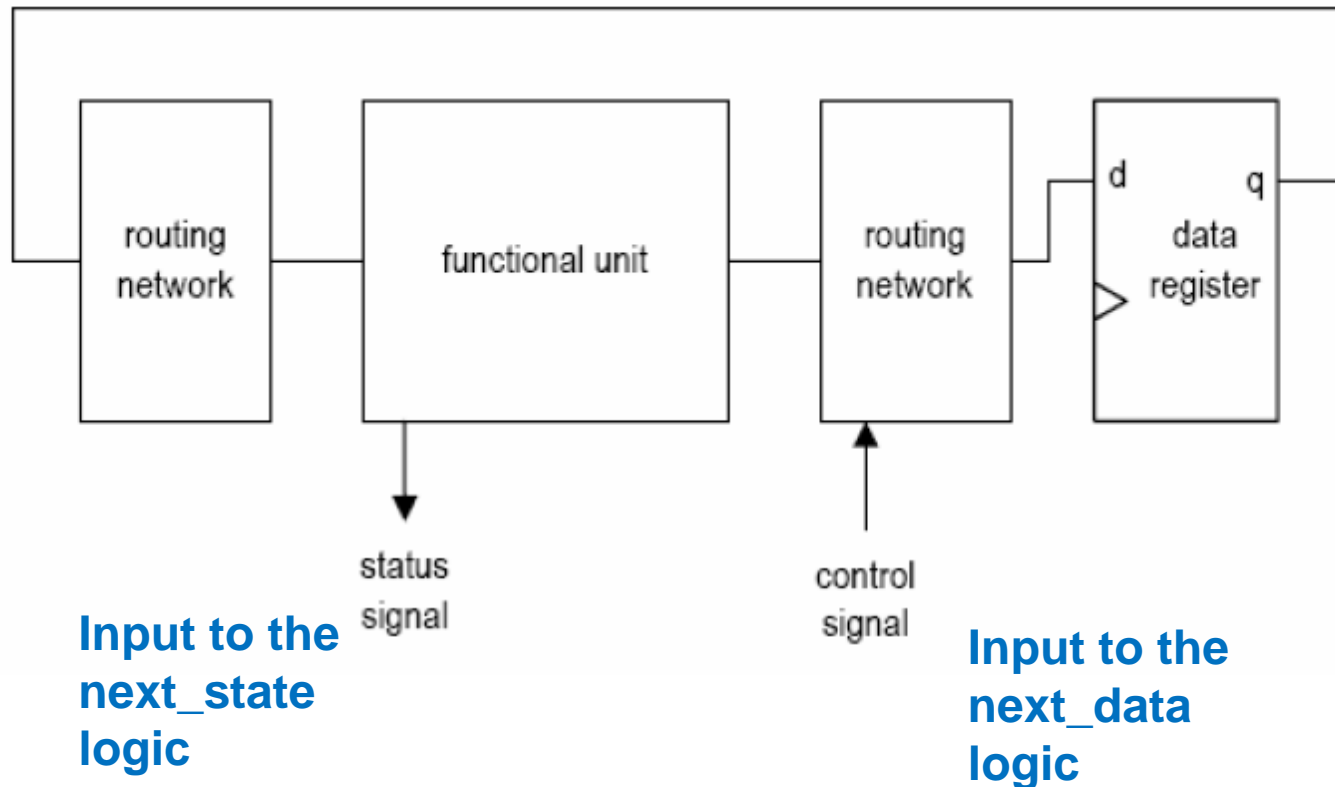 routing
network
functional unit
routing
network
d
q
data
register
status
signal
control
signal
Input to the
next_state
logic
Input to the
next_data
logic